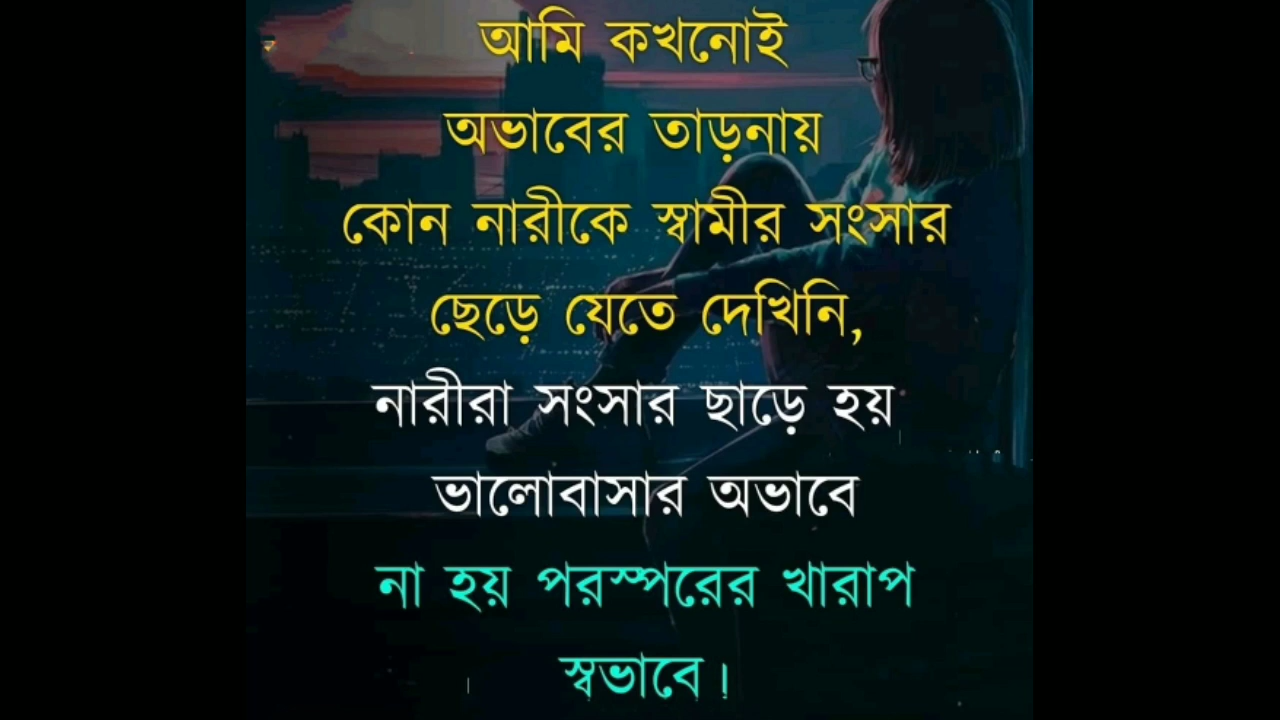 আমি কখনোই
অভাবের তাড়নায়
কোন নারীকে স্বামীর সংসার
ছেড়ে যেতে দেখিনি,
নারীরা সংসার ছাড়ে হয়
ভালোবাসার অভাবে
না হয় পরস্পরের খারাপ
স্বভাবে।